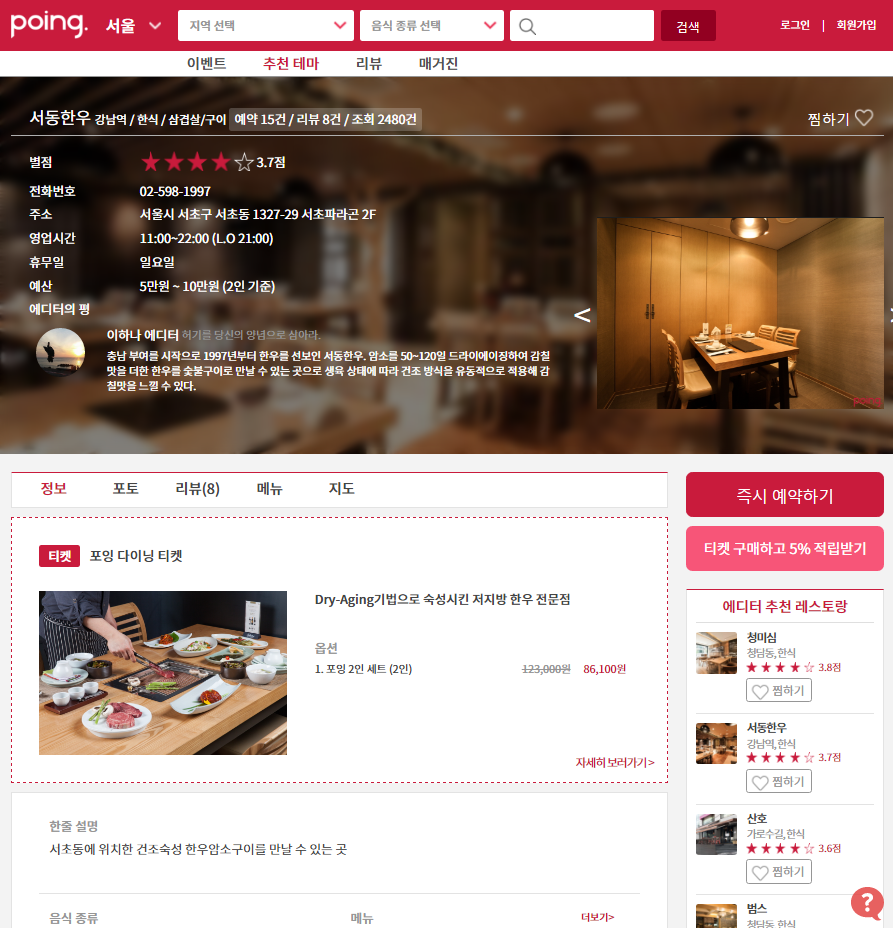 poing.
서울
지역 선택
음식 종류 선택
검색
로그인 | 회원가입
이벤트 추천 테마 리뷰 매거진
서동한우 강남역 / 한식 / 삼겹살/구이 예약 15건 / 리뷰 8건 / 조회 2480건
찜하기
별점 3.7점
전화번호 02-598-1997
주소 서울시 서초구 서초동 1327-29 서초파라곤 2F
영업시간 11:00~22:00 (L.O 21:00)
휴무일 일요일
예산 5만원 ~ 10만원 (2인 기준)
에디터의 평
이하나 에디터 허기를 당신의 양념으로 삼아라.
충남 부여를 시작으로 1997년부터 한우를 선보인 서동한우. 암소를 50~120일 드라이에이징하여 감칠
맛을 더한 한우를 숯불구이로 만날 수 있는 곳으로 생육 상태에 따라 건조 방식을 유동적으로 적용해 감
칠맛을 느낄 수 있다.
<
정보 포토 리뷰(8) 메뉴 지도
티켓 포잉 다이닝 티켓
Dry-Aging기법으로 숙성시킨 저지방 한우 전문점
옵션
1. 포잉 2인 세트 (2인) 123,000원 86,100원
자세히보러가기>
한줄 설명
서초동에 위치한 건조숙성 한우암소구이를 만날 수 있는 곳
음식 종류
메뉴
더보기>
즉시 예약하기
티켓 구매하고 5% 적립받기
에디터 추천 레스토랑
청미심
청담동,한식
3.8점
찜하기
서동한우
강남역,한식
3.7점
찜하기
산호
가로수길,한식
3.6점
찜하기
범스
청담동,한식
?